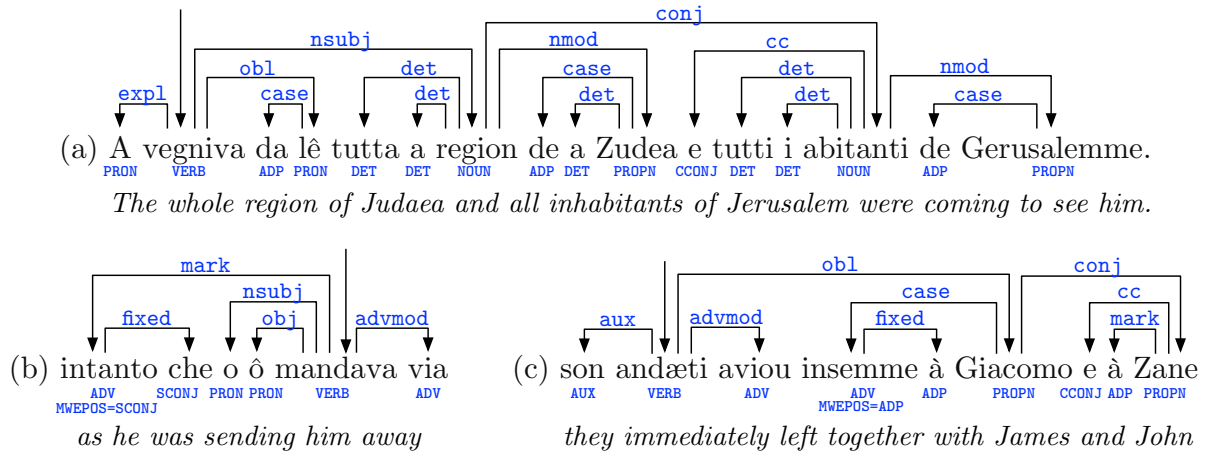 conj
nsubj nmod cc
obl det case det nmod
expl case det det det case
(a) A vegniva da lê tutta a region de a Zudea e tutti i abitanti de Gerusalemme.
PRON VERB ADP PRON DET DET NOUN ADP DET PROPN CCONJ DET DET NOUN ADP PROPN
The whole region of Judaea and all inhabitants of Jerusalem were coming to see him.
mark
nsubj
fixed obj advmod
(b) intanto che o ô mandava via
ADV SCONJ PRON PRON VERB ADV
MWEPOS=SCONJ
as he was sending him away
obl conj
case cc
aux advmod fixed mark
(c) son andæti aviou insemme à Giacomo e à Zane
AUX VERB ADV ADV ADP PROPN CCONJ ADP PROPN
MWEPOS=ADP
they immediately left together with James and John